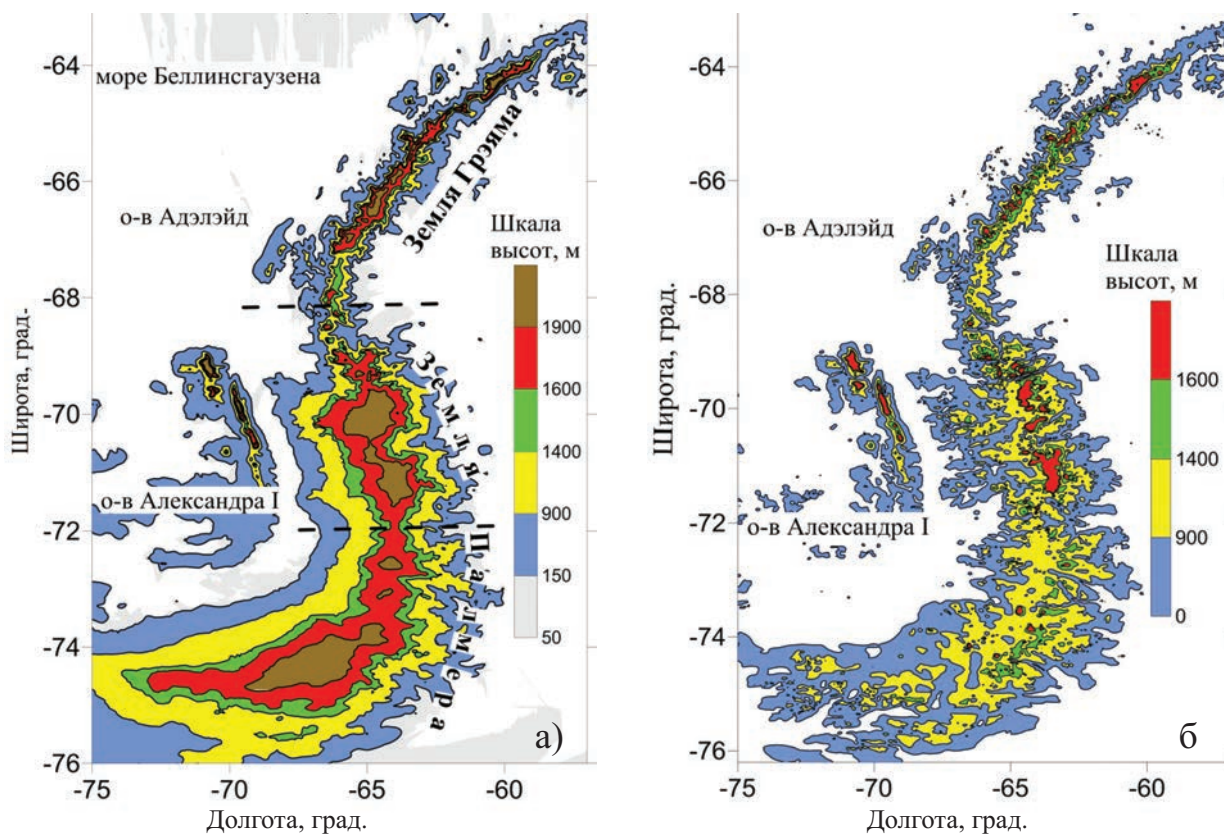 море Беллинсгаузена
о-в Адэлэйд
Земля Грэяма
Шкала
высот, м
1900
1600
1400
900
150
50
Земля
Палмера
о-в Александра I
Широта, град.
-64
-66
-68
-70
-72
-74
-76
-75
-70
-65
-60
Долгота, град.
а)
о-в Адэлэйд
Шкала
высот, м
1600
1400
900
0
о-в Александра I
Широта, град.
-64
-66
-68
-70
-72
-74
-76
-75
-70
-65
-60
Долгота, град.
б